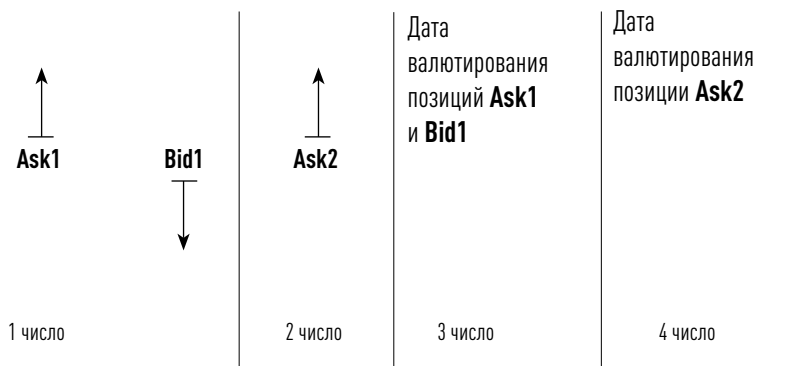 Дата
валютирования
позиций Ask1
и Bid1
Дата
валютирования
позиции Ask2
Ask1
Bid1
Ask2
1 число
2 число
3 число
4 число